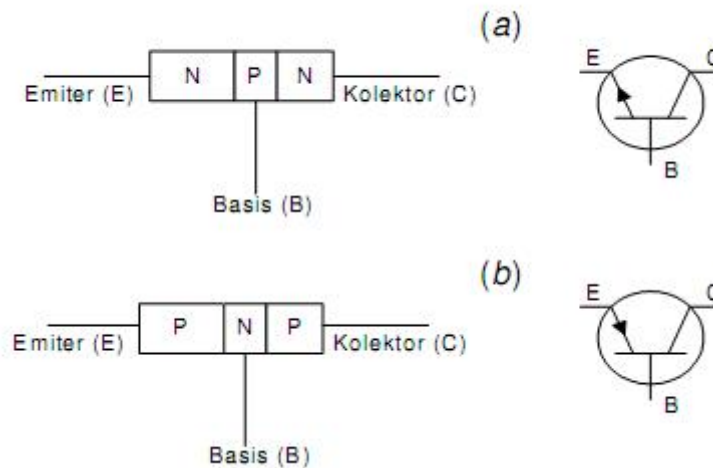 (a)
N P N
E C
Emiter (E) Kolektor (C)
B
Basis (B)
(b)
E C
P N P
Emiter (E) Kolektor (C)
B
Basis (B)